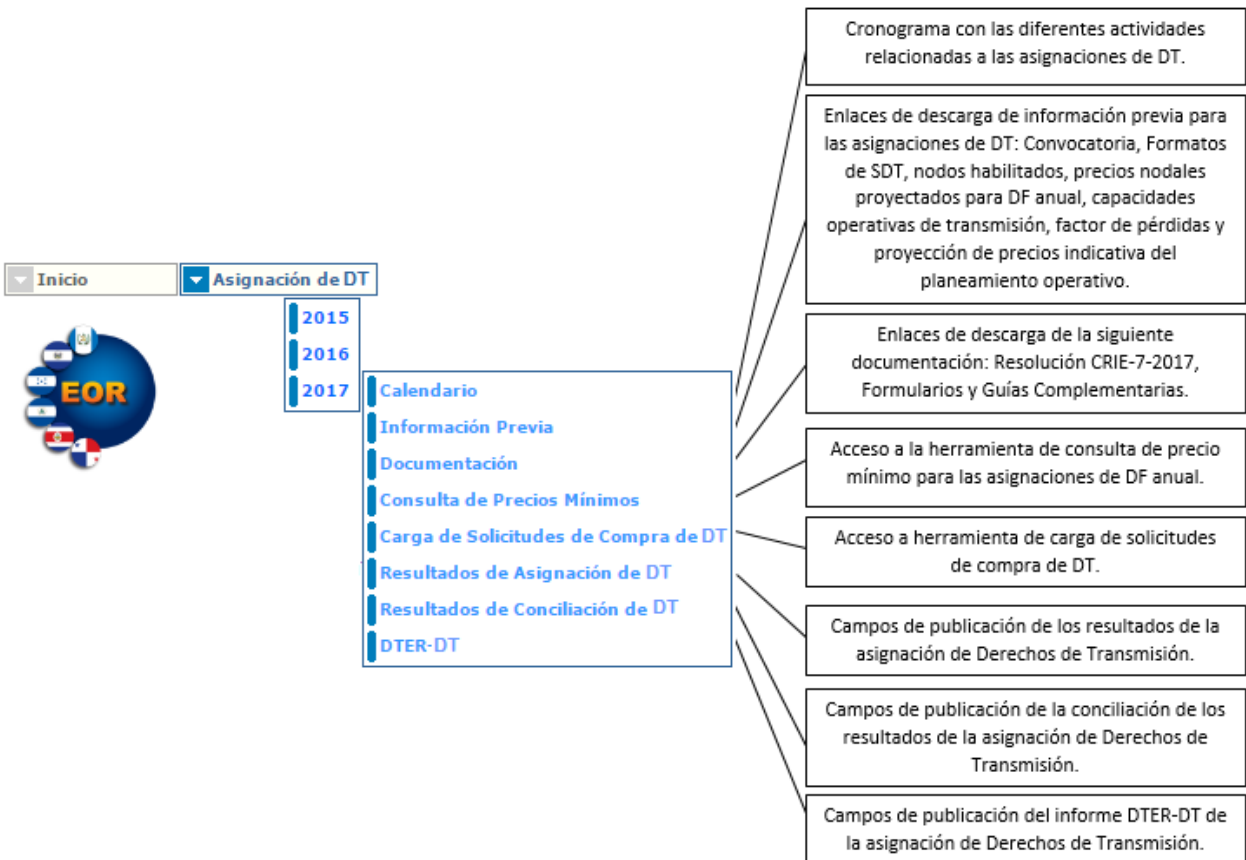 Inicio
Asignación de DT
2015
2016
2017
EOR
Calendario
Información Previa
Documentación
Consulta de Precios Mínimos
Carga de Solicitudes de Compra de DT
Resultados de Asignación de DT
Resultados de Conciliación de DT
DTER-DT
Cronograma con las diferentes actividades
relacionadas a las asignaciones de DT.
Enlaces de descarga de información previa para
las asignaciones de DT: Convocatoria, Formatos
de SDT, nodos habilitados, precios nodales
proyectados para DF anual, capacidades
operativas de transmisión, factor de pérdidas y
proyección de precios indicativa del
planeamiento operativo.
Enlaces de descarga de la siguiente
documentación: Resolución CRIE-7-2017,
Formularios y Guías Complementarias.
Acceso a la herramienta de consulta de precio
mínimo para las asignaciones de DF anual.
Acceso a herramienta de carga de solicitudes
de compra de DT.
Campos de publicación de los resultados de la
asignación de Derechos de Transmisión.
Campos de publicación de la conciliación de los
resultados de la asignación de Derechos de
Transmisión.
Campos de publicación del informe DTER-DT de
la asignación de Derechos de Transmisión.